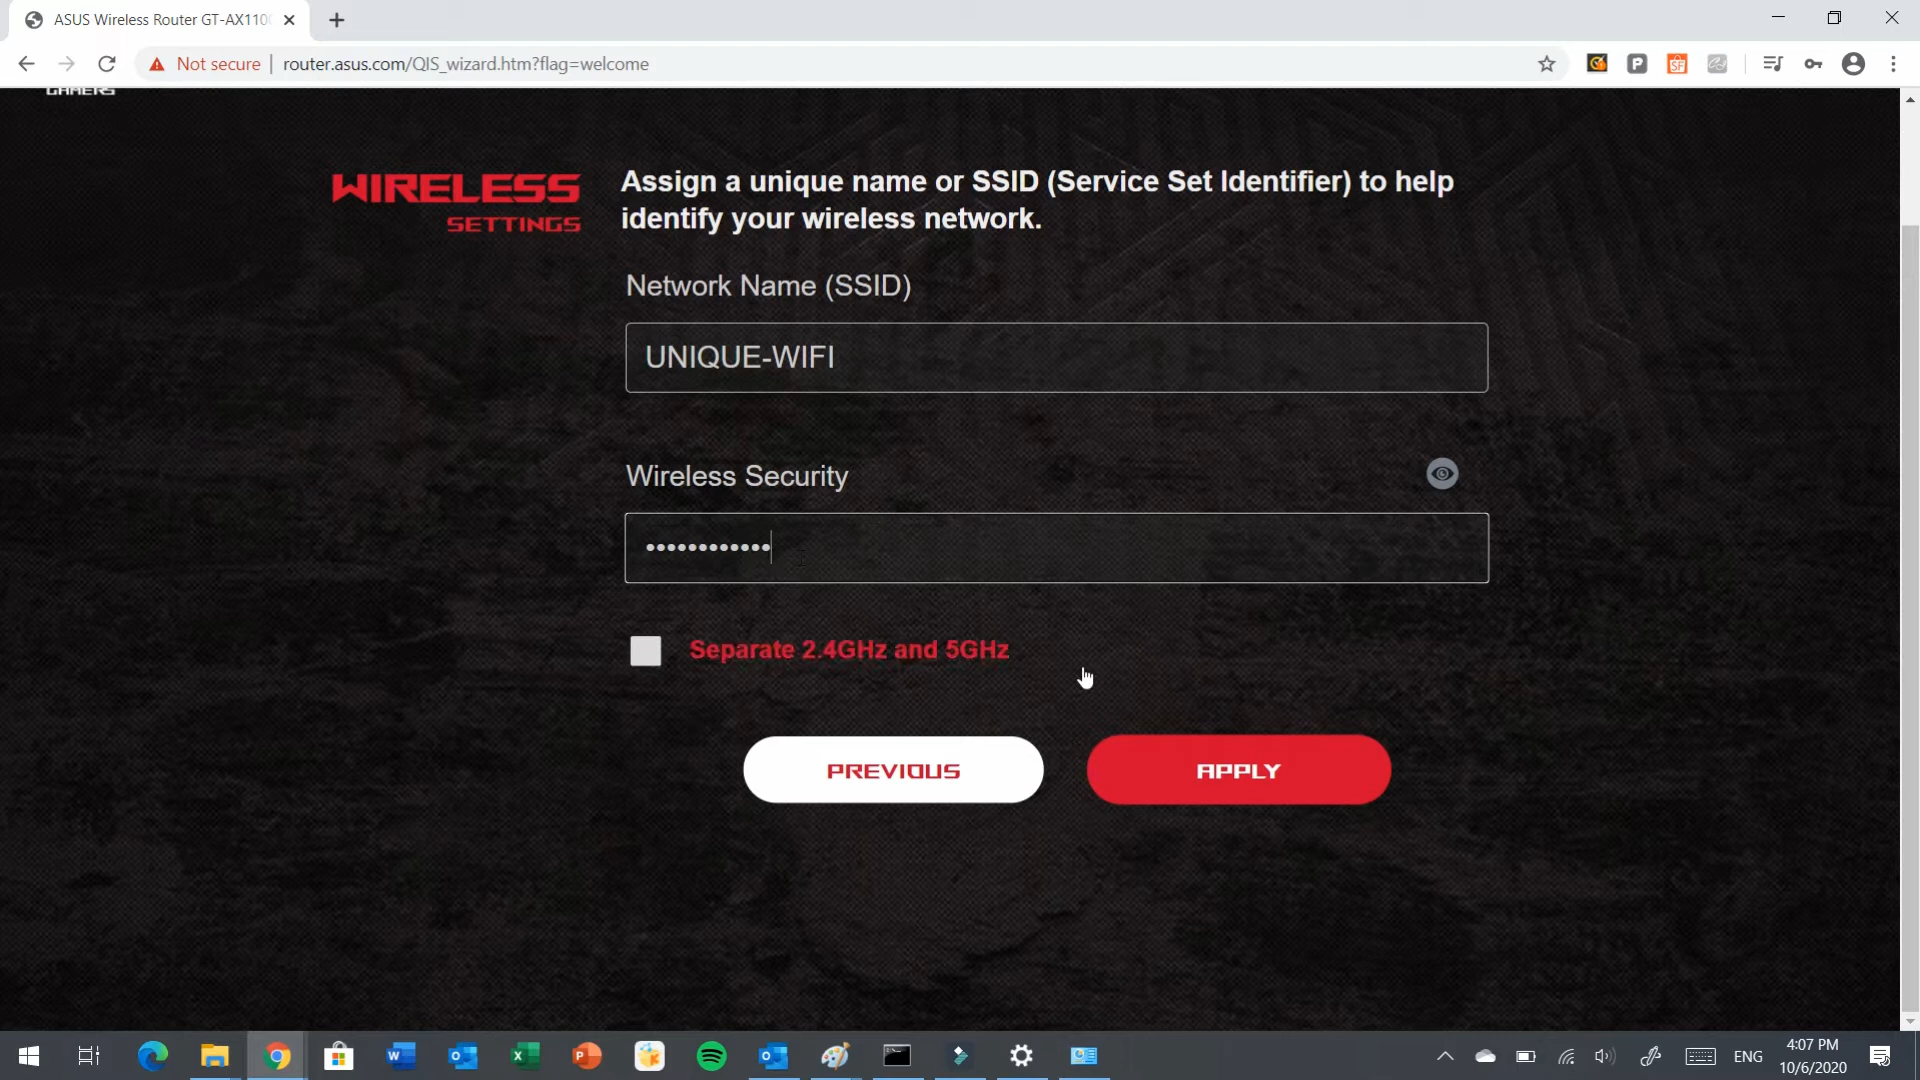 ASUS Wireless Router GT-AX110
Not secure
router.asus.com/QIS_wizard.htm?flag=welcome
GAMERS
WIRELESS
SETTINGS
Assign a unique name or SSID (Service Set Identifier) to help
identify your wireless network.
Network Name (SSID)
UNIQUE-WIFI
Wireless Security
••••••••••••
Separate 2.4GHz and 5GHz
PREVIOUS
APPLY
ENG
4:07 PM
10/6/2020